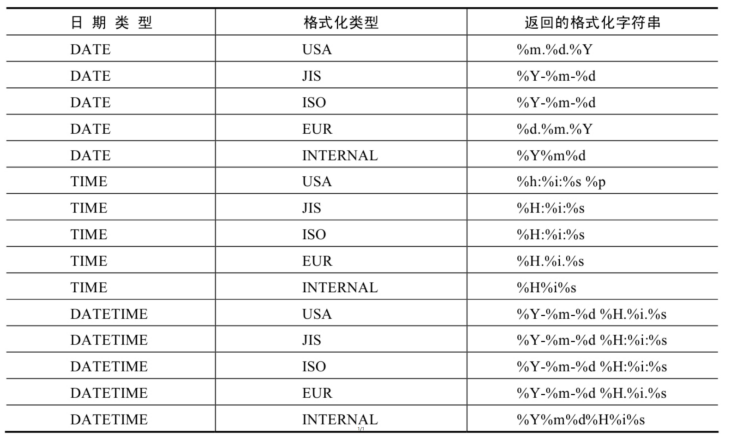 日 期 类 型 格式化类型 返回的格式化字符串
DATE USA %m.%d.%Y
DATE JIS %Y-%m-%d
DATE ISO %Y-%m-%d
DATE EUR %d.%m.%Y
DATE INTERNAL %Y%m%d
TIME USA %h:%i:%s %p
TIME JIS %H:%i:%s
TIME ISO %H:%i:%s
TIME EUR %H.%i.%s
TIME INTERNAL %H%i%s
DATETIME USA %Y-%m-%d %H.%i.%s
DATETIME JIS %Y-%m-%d %H:%i:%s
DATETIME ISO %Y-%m-%d %H:%i:%s
DATETIME EUR %Y-%m-%d %H.%i.%s
DATETIME INTERNAL %Y%m%d%H%i%s